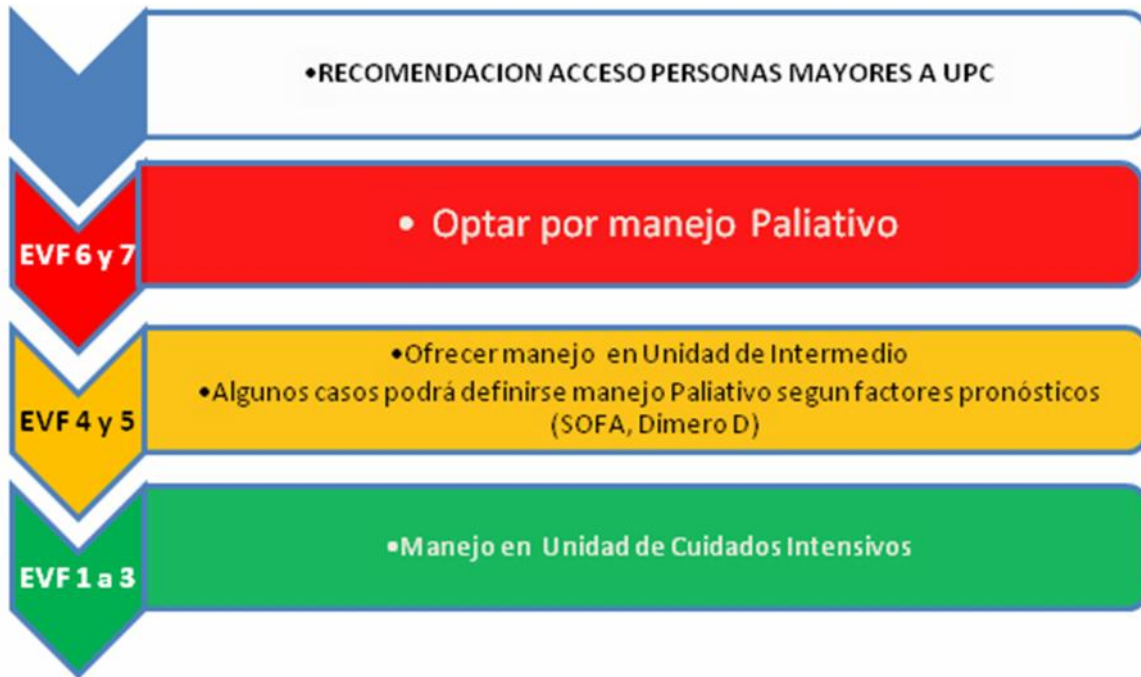 •RECOMENDACION ACCESO PERSONAS MAYORES A UPC
EVF 6 y 7
• Optar por manejo Paliativo
EVF 4 y 5
•Ofrecer manejo en Unidad de Intermedio
•Algunos casos podrá definirse manejo Paliativo segun factores pronósticos
(SOFA, Dimero D)
EVF 1 a 3
•Manejo en Unidad de Cuidados Intensivos